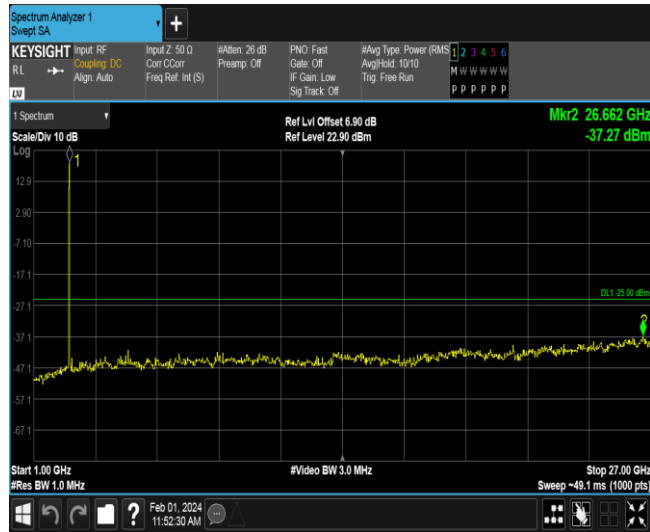 Spectrum Analyzer 1
Swept SA
+
KEYSIGHT
RL
LXI
Input: RF
Coupling: DC
Align: Auto
Input Z: 50 Ω
Corr CCorr
Freq Ref: Int (S)
#Atten: 26 dB
Preamp: Off
PNO: Fast
Gate: Off
IF Gain: Low
Sig Track: Off
#Avg Type: Power (RMS
Avg|Hold: 10/10
Trig: Free Run
1 2 3 4 5 6
M W W W W W
P P P P P P
1 Spectrum
Scale/Div 10 dB
Log
Ref Lvl Offset 6.90 dB
Ref Level 22.90 dBm
Mkr2 26.662 GHz
-37.27 dBm
1
12.9
2.90
-7.10
-17.1
DL1 -25.00 dBm
-27.1
2
-37.1
-47.1
-57.1
-67.1
Start 1.00 GHz
#Video BW 3.0 MHz
Stop 27.00 GHz
#Res BW 1.0 MHz
Sweep ~49.1 ms (1000 pts)
?
Feb 01, 2024
11:52:30 AM